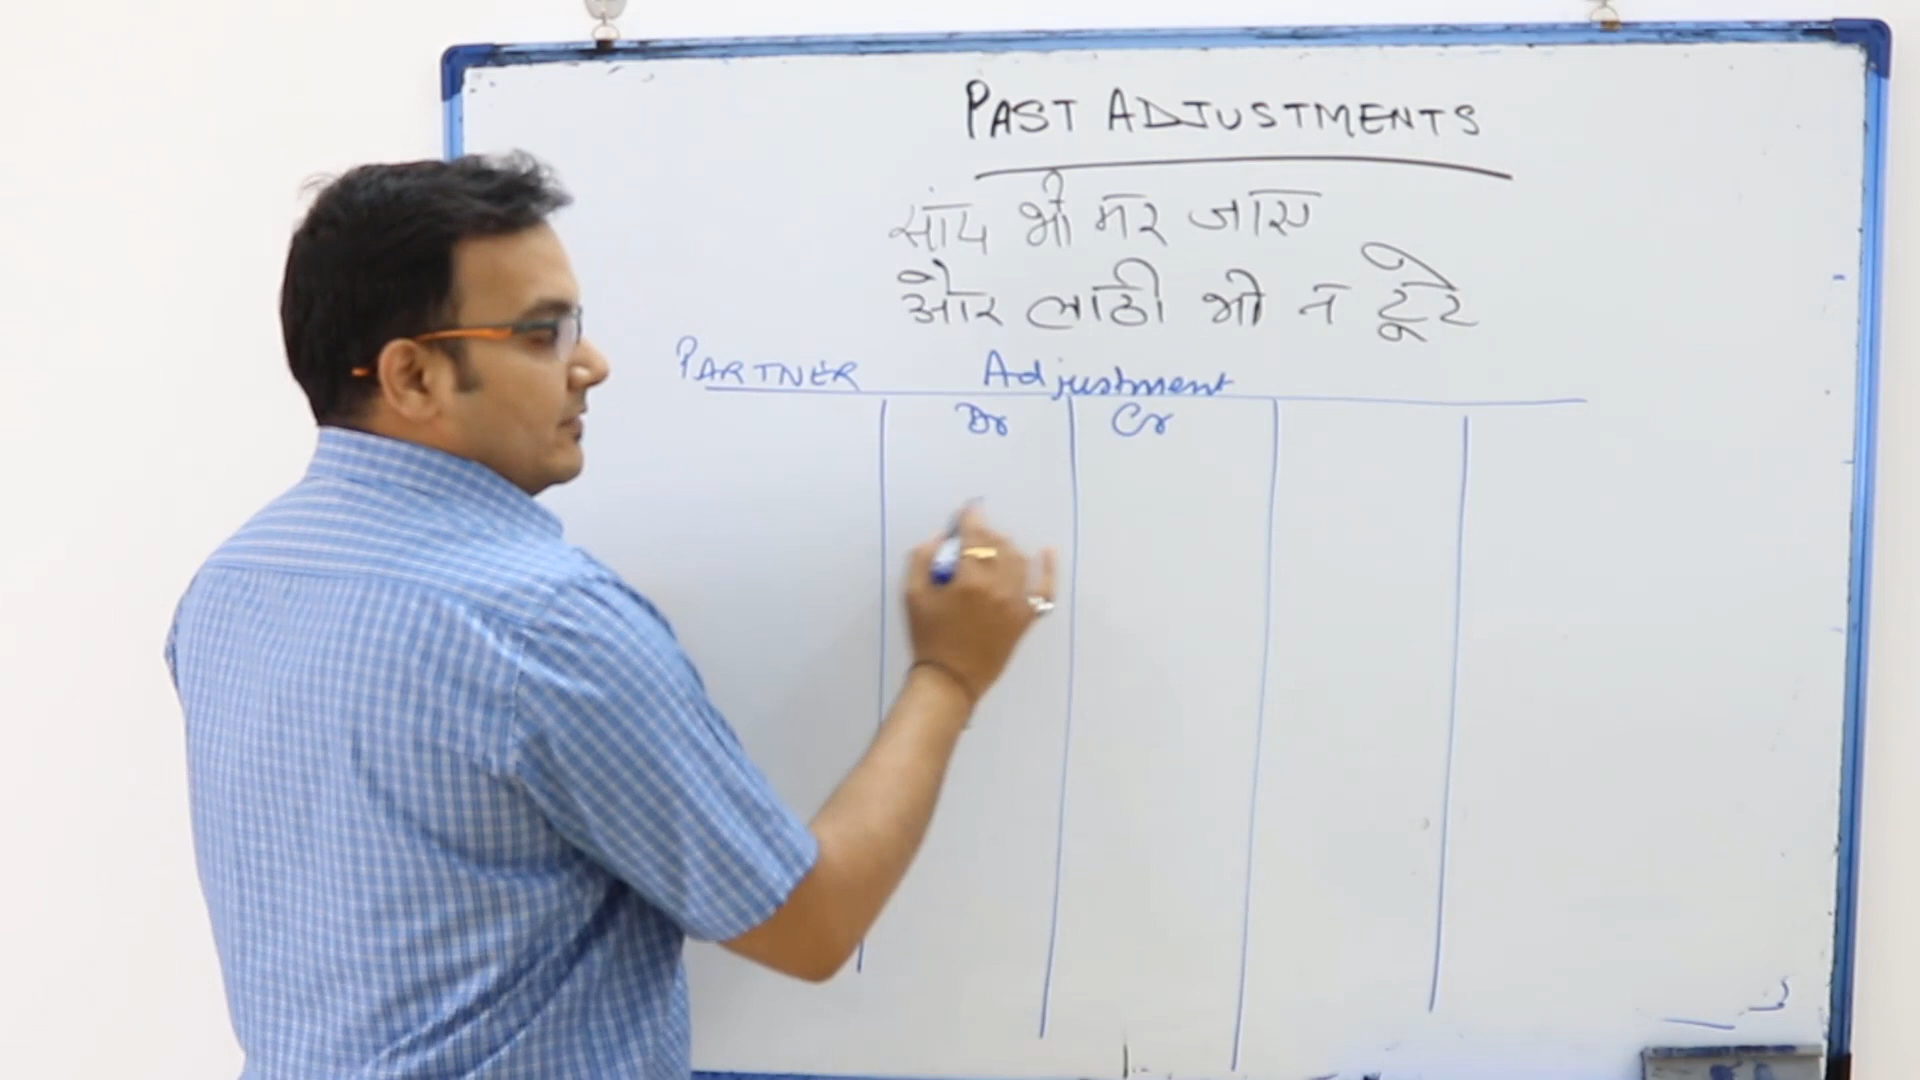 PAST ADJUSTMENTS
सांप भी मर जाए
और लाठी भी न टूटे
PARTNER Adjustment
Dr Cr